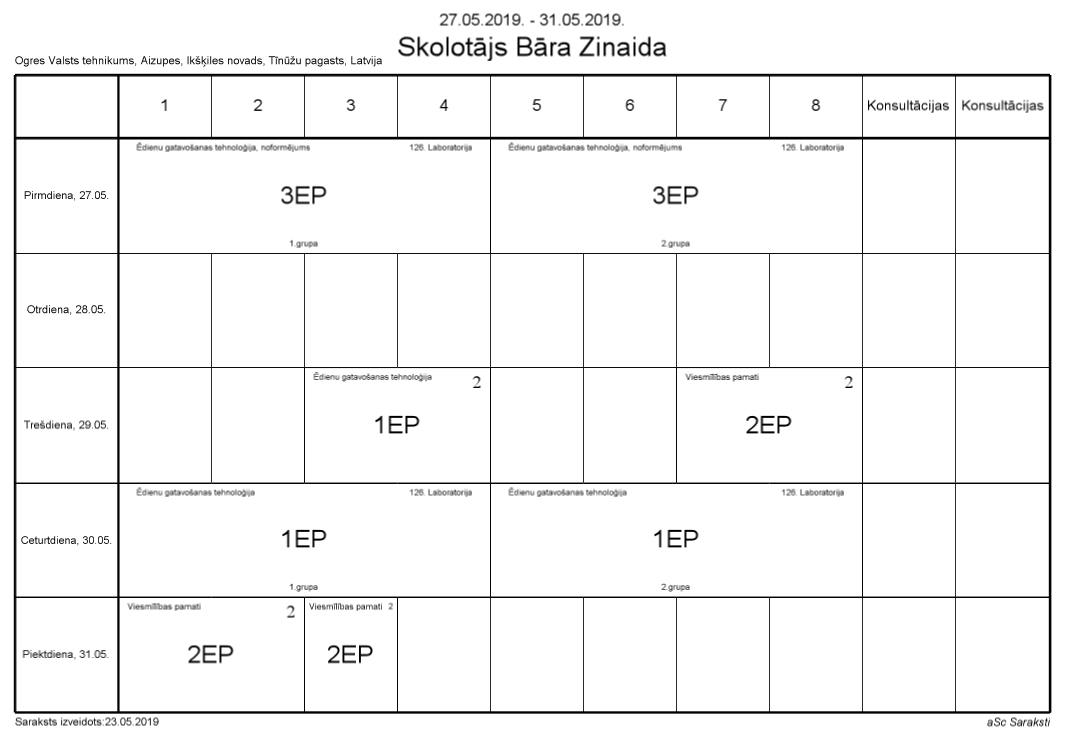 27.05.2019. - 31.05.2019.
Skolotājs Bāra Zinaida
Ogres Valsts tehnikums, Aizupes, Ikšķiles novads, Tīnūžu pagasts, Latvija
1 2 3 4 5 6 7 8 Konsultācijas Konsultācijas
Ēdienu gatavošanas tehnoloģija, noformējums 126. Laboratorija Ēdienu gatavošanas tehnoloģija, noformējums 126. Laboratorija
Pirmdiena, 27.05. 3EP 3EP
1.grupa 2.grupa
Otrdiena, 28.05.
Ēdienu gatavošanas tehnoloģija 2 Viesmīlības pamati 2
Trešdiena, 29.05. 1EP 2EP
Ēdienu gatavošanas tehnoloģija 126. Laboratorija Ēdienu gatavošanas tehnoloģija 126. Laboratorija
Ceturtdiena, 30.05. 1EP 1EP
1.grupa 2.grupa
Viesmīlības pamati 2 Viesmīlības pamati 2
Piektdiena, 31.05. 2EP 2EP
Saraksts izveidots:23.05.2019 aSc Saraksti